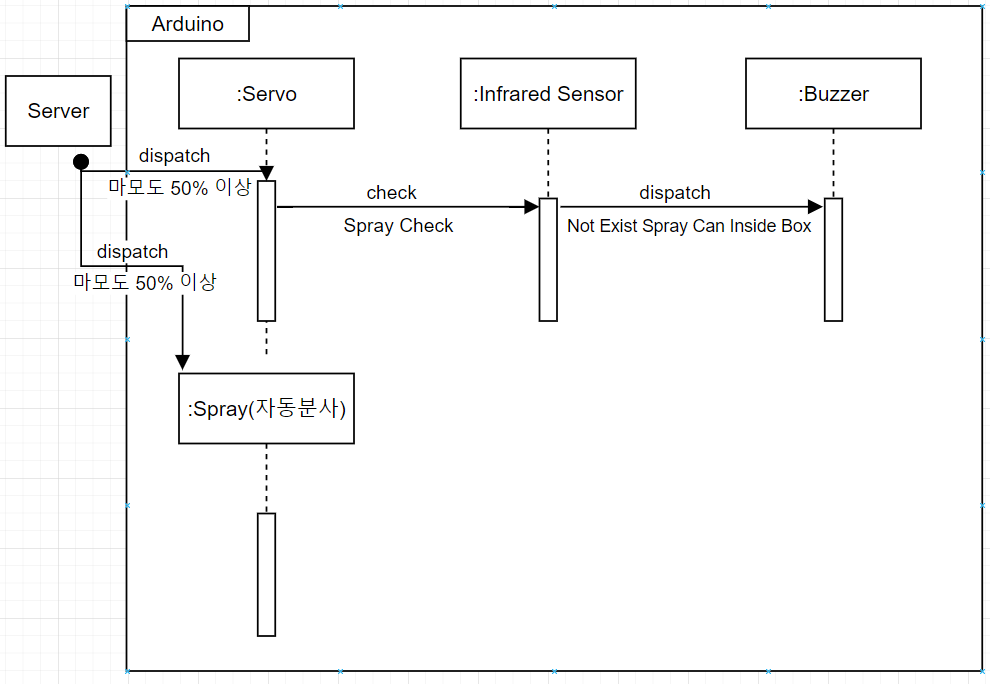 Arduino
Server
:Servo
:Infrared Sensor
:Buzzer
dispatch
마모도 50% 이상
check
Spray Check
dispatch
Not Exist Spray Can Inside Box
dispatch
마모도 50% 이상
:Spray(자동분사)